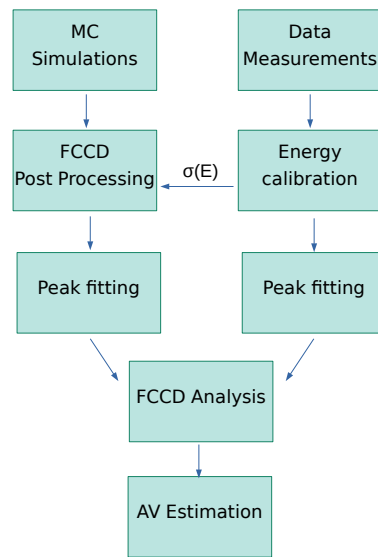 MC
Simulations
Data
Measurements
FCCD
Post Processing
σ(E)
Energy
calibration
Peak fitting
Peak fitting
FCCD Analysis
AV Estimation